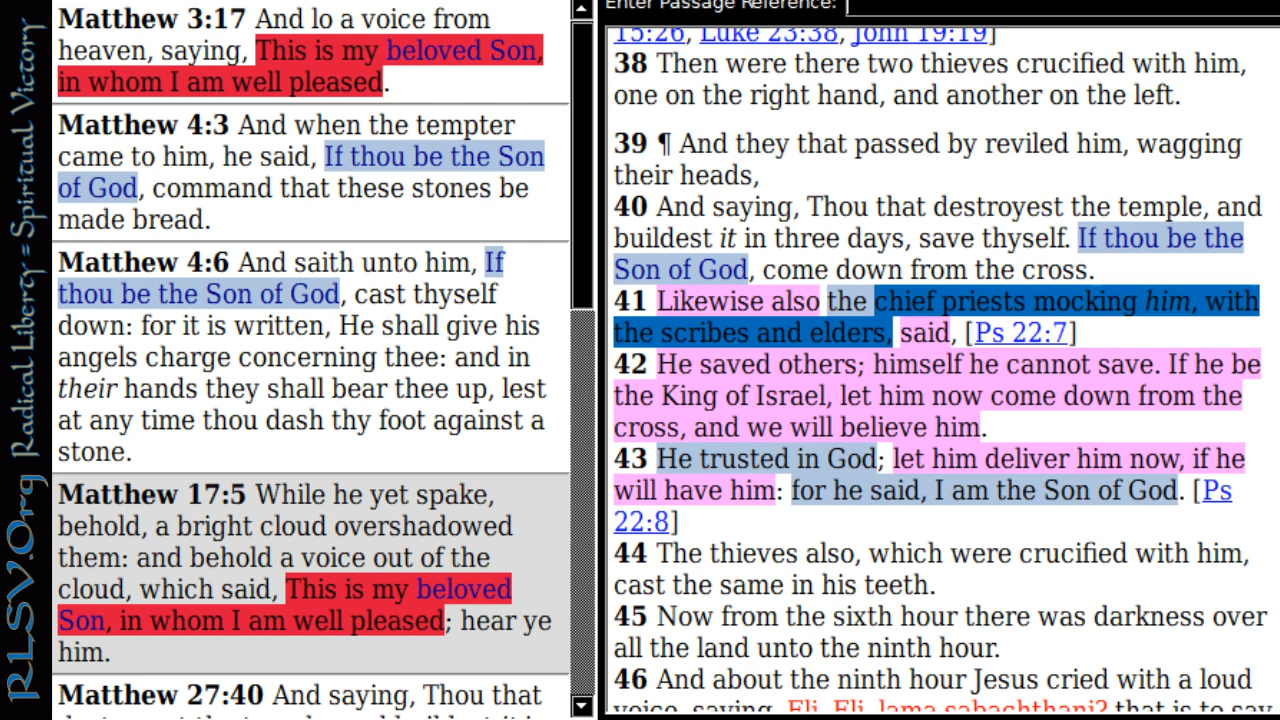 RLSV.Org Radical Liberty = Spiritual Victory
Matthew 3:17 And lo a voice from
heaven, saying, This is my beloved Son,
in whom I am well pleased.
Matthew 4:3 And when the tempter
came to him, he said, If thou be the Son
of God, command that these stones be
made bread.
Matthew 4:6 And saith unto him, If
thou be the Son of God, cast thyself
down: for it is written, He shall give his
angels charge concerning thee: and in
their hands they shall bear thee up, lest
at any time thou dash thy foot against a
stone.
Matthew 17:5 While he yet spake,
behold, a bright cloud overshadowed
them: and behold a voice out of the
cloud, which said, This is my beloved
Son, in whom I am well pleased; hear ye
him.
Matthew 27:40 And saying, Thou that
Enter Passage Reference:
15:26, Luke 23:38, John 19:19]
38 Then were there two thieves crucified with him,
one on the right hand, and another on the left.
39 ¶ And they that passed by reviled him, wagging
their heads,
40 And saying, Thou that destroyest the temple, and
buildest it in three days, save thyself. If thou be the
Son of God, come down from the cross.
41 Likewise also the chief priests mocking him, with
the scribes and elders, said, [Ps 22:7]
42 He saved others; himself he cannot save. If he be
the King of Israel, let him now come down from the
cross, and we will believe him.
43 He trusted in God; let him deliver him now, if he
will have him: for he said, I am the Son of God. [Ps
22:8]
44 The thieves also, which were crucified with him,
cast the same in his teeth.
45 Now from the sixth hour there was darkness over
all the land unto the ninth hour.
46 And about the ninth hour Jesus cried with a loud
voice, saying, Eli, Eli, lama sabachthani? that is to say,